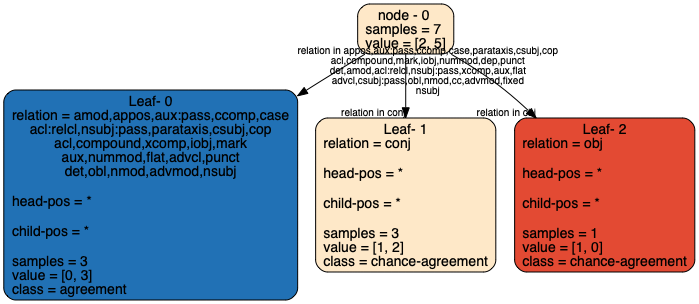 node - 0
samples = 7
value = [2, 5]
relation in appos,aux:pass,ccomp,case,parataxis,csubj,cop
acl,compound,mark,iobj,nummod,dep,punct
det,amod,acl:relcl,nsubj:pass,xcomp,aux,flat
advcl,csubj:pass,obl,nmod,cc,advmod,fixed
nsubj
relation in conj
relation in obj
Leaf- 0
relation = amod,appos,aux:pass,ccomp,case
acl:relcl,nsubj:pass,parataxis,csubj,cop
acl,compound,xcomp,iobj,mark
aux,nummod,flat,advcl,punct
det,obl,nmod,advmod,nsubj
head-pos = *
child-pos = *
samples = 3
value = [0, 3]
class = agreement
Leaf- 1
relation = conj
head-pos = *
child-pos = *
samples = 3
value = [1, 2]
class = chance-agreement
Leaf- 2
relation = obj
head-pos = *
child-pos = *
samples = 1
value = [1, 0]
class = chance-agreement